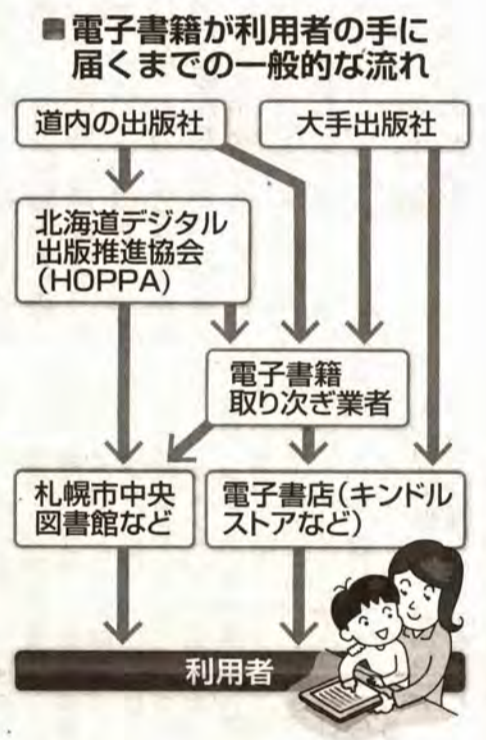 ■電子書籍が利用者の手に
届くまでの一般的な流れ
道内の出版社
大手出版社
北海道デジタル
出版推進協会
(HOPPA)
電子書籍
取り次ぎ業者
札幌市中央
図書館など
電子書店(キンドル
ストアなど)
利用者